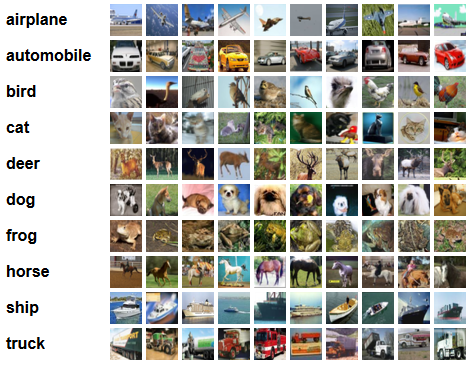 airplane
automobile
bird
cat
deer
dog
frog
horse
ship
truck